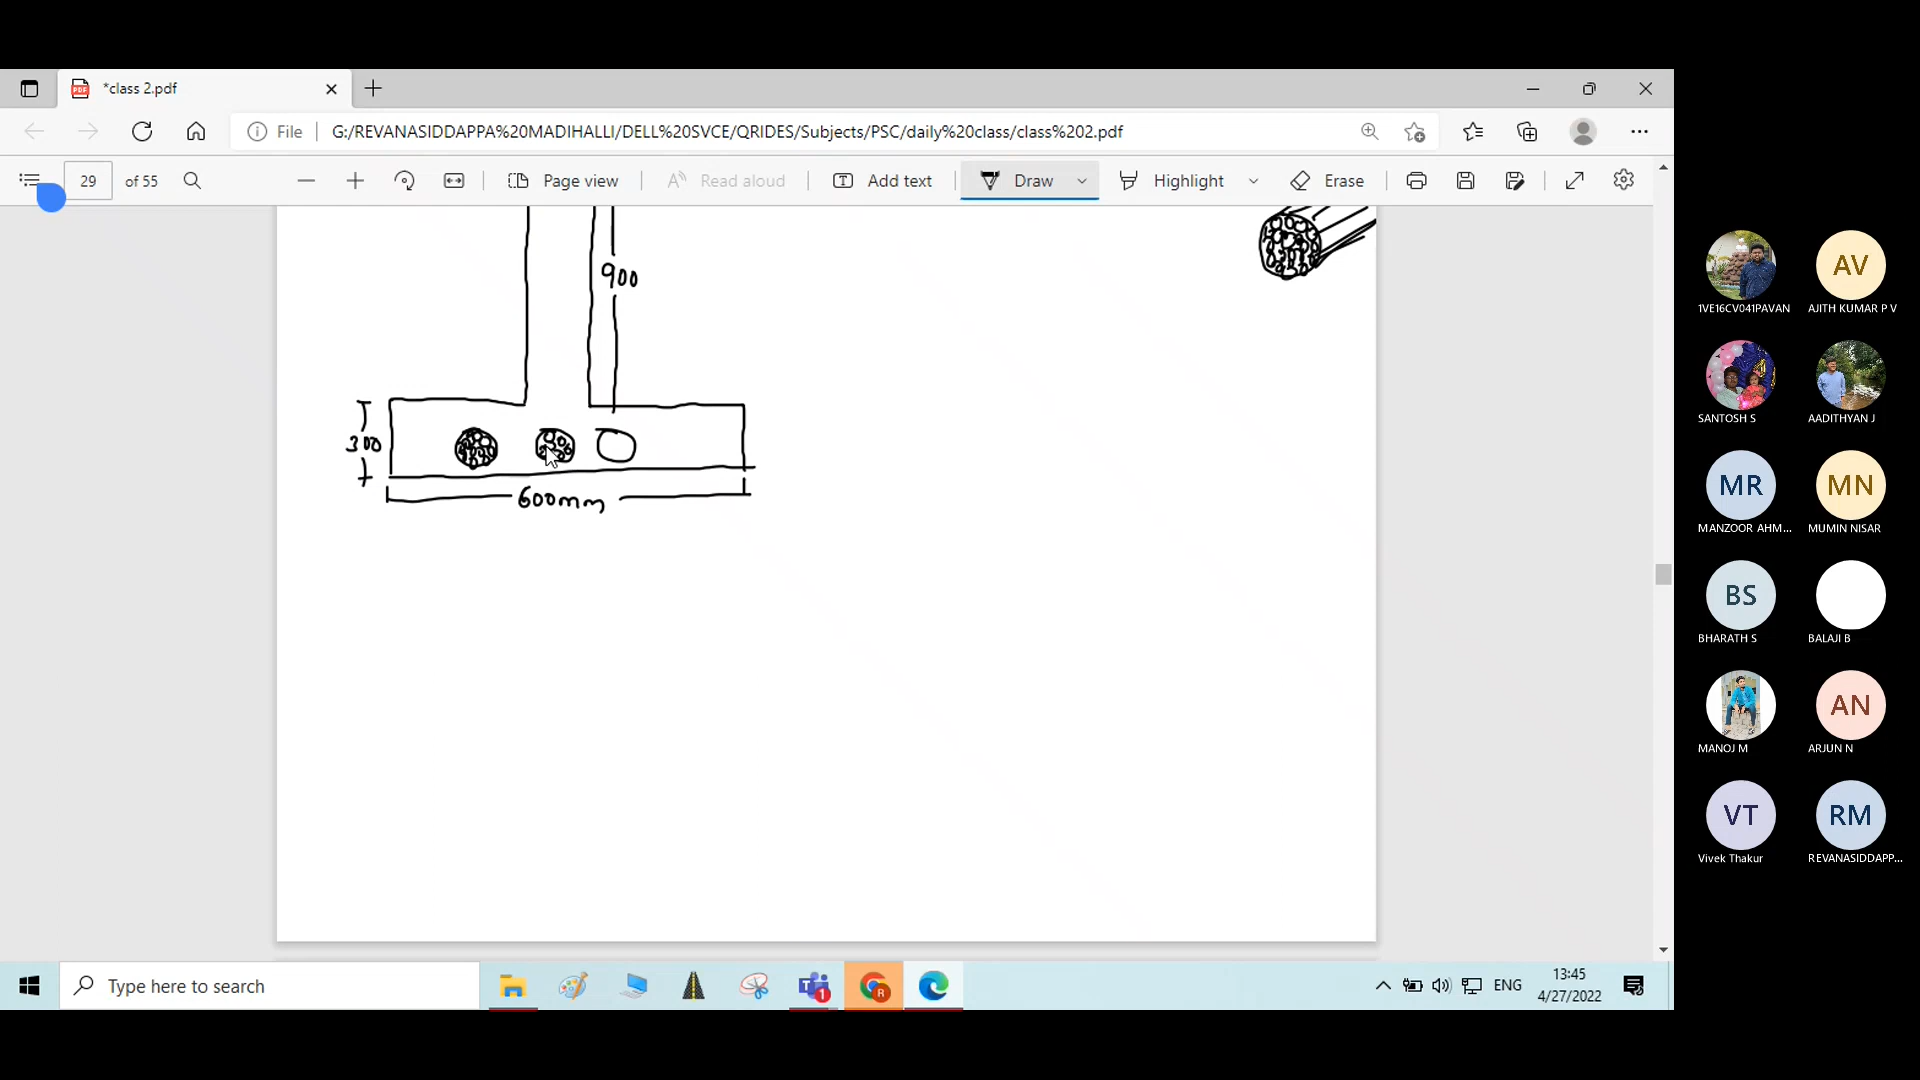 *class 2.pdf
File
G:/REVANASIDDAPPA%20MADIHALLI/DELL%20SVCE/QRIDES/Subjects/PSC/daily%20class/class%202.pdf
29 of 55
Page view
Read aloud
Add text
Draw
Highlight
Erase
900
300
600mm
1VE16CV041PAVAN
AV
AJITH KUMAR P V
SANTOSH S
AADITHYAN J
MR
MANZOOR AHM...
MN
MUMIN NISAR
BS
BHARATH S
BALAJI B
MANOJ M
AN
ARJUN N
VT
Vivek Thakur
RM
REVANASIDDAPP...
Type here to search
1
R
ENG
13:45
4/27/2022